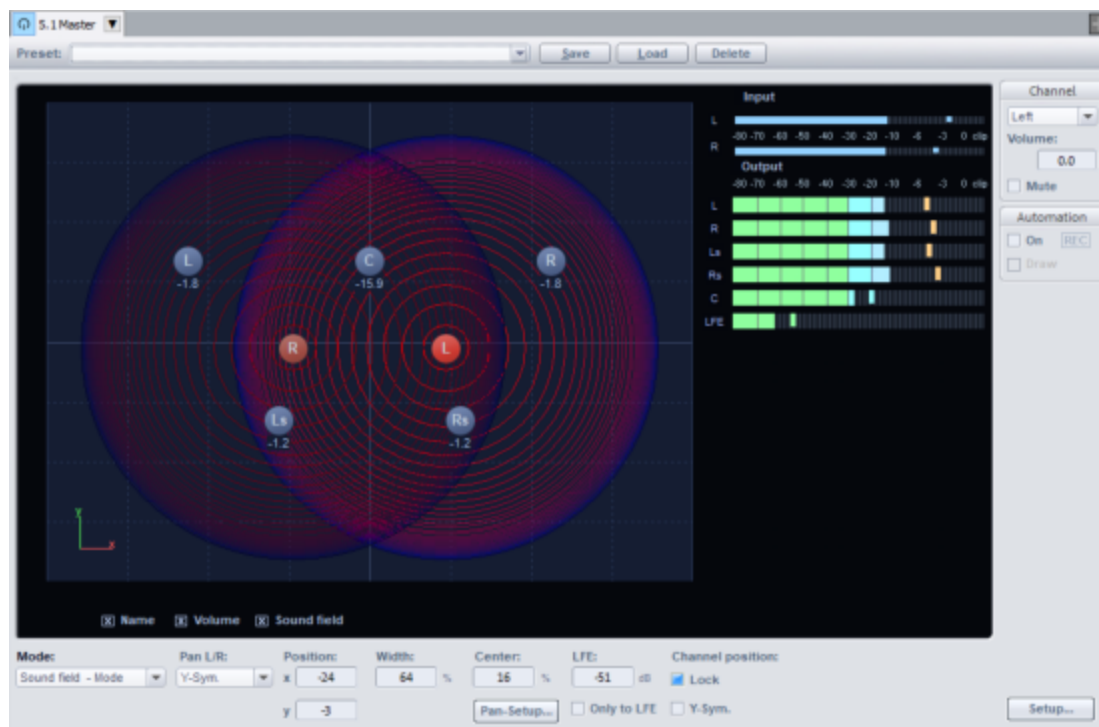 5.1 Master
Preset: Save Load Delete
Input
L
-90 -70 -60 -50 -40 -30 -20 -10 -6 -3 0 clip
R
Output
-90 -70 -60 -50 -40 -30 -20 -10 -6 -3 0 clip
L
R
Ls
Rs
C
LFE
L C R
-1.8 -15.9 -1.8
R L
Ls Rs
-1.2 -1.2
y
x
Name Volume Sound field
Channel
Left
Volume:
0.0
Mute
Automation
On REC
Draw
Mode: Pan L/R: Position: Width: Center: LFE: Channel position:
Sound field - Mode Y-Sym. x -24 64 % 16 % -51 dB Lock
y -3 Pan-Setup... Only to LFE Y-Sym. Setup...